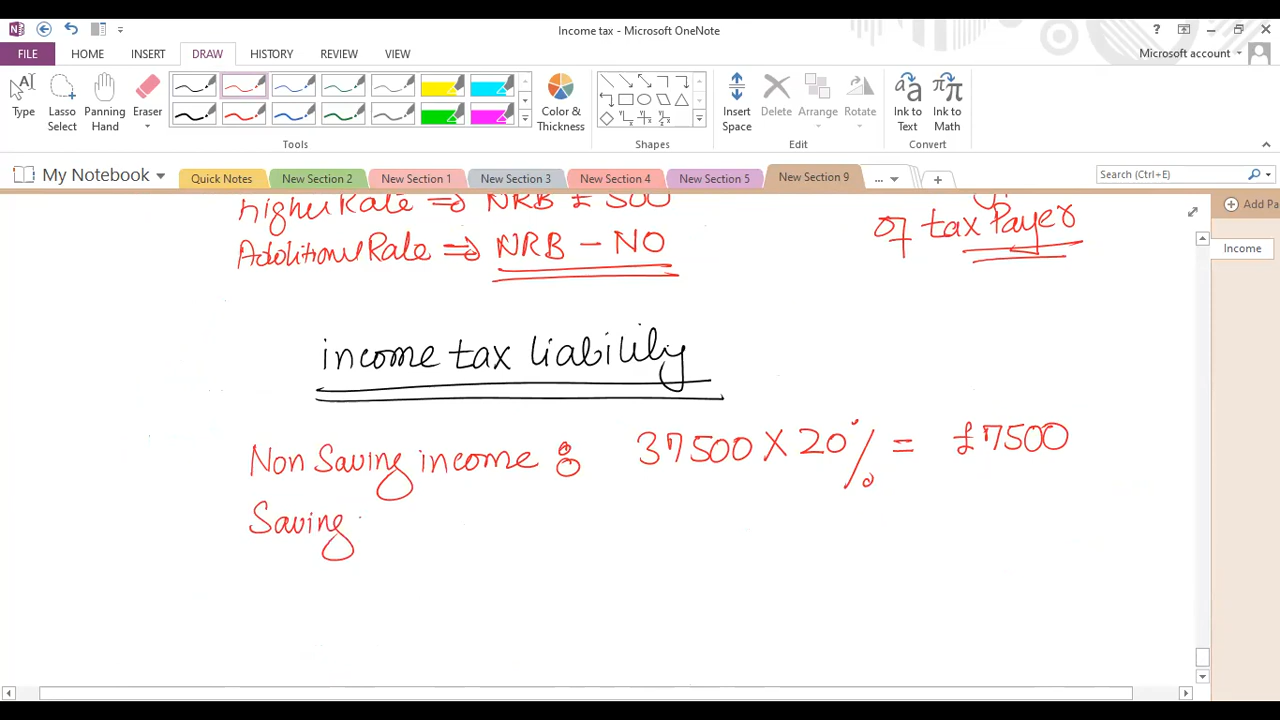 Income tax - Microsoft OneNote
FILE HOME INSERT DRAW HISTORY REVIEW VIEW
Microsoft account
Type
Lasso Select
Panning Hand
Eraser
Color & Thickness
Insert Space
Delete
Arrange
Rotate
Ink to Text
Ink to Math
Tools
Shapes
Edit
Convert
My Notebook
Quick Notes
New Section 2
New Section 1
New Section 3
New Section 4
New Section 5
New Section 9
...
Search (Ctrl+E)
Add Pa
Income
Higher Rate ⇒ NRB £ 500
Additional Rate ⇒ NRB - NO
of tax Payer
income tax liability
Non Saving income : 37500 X 20% = £7500
Saving